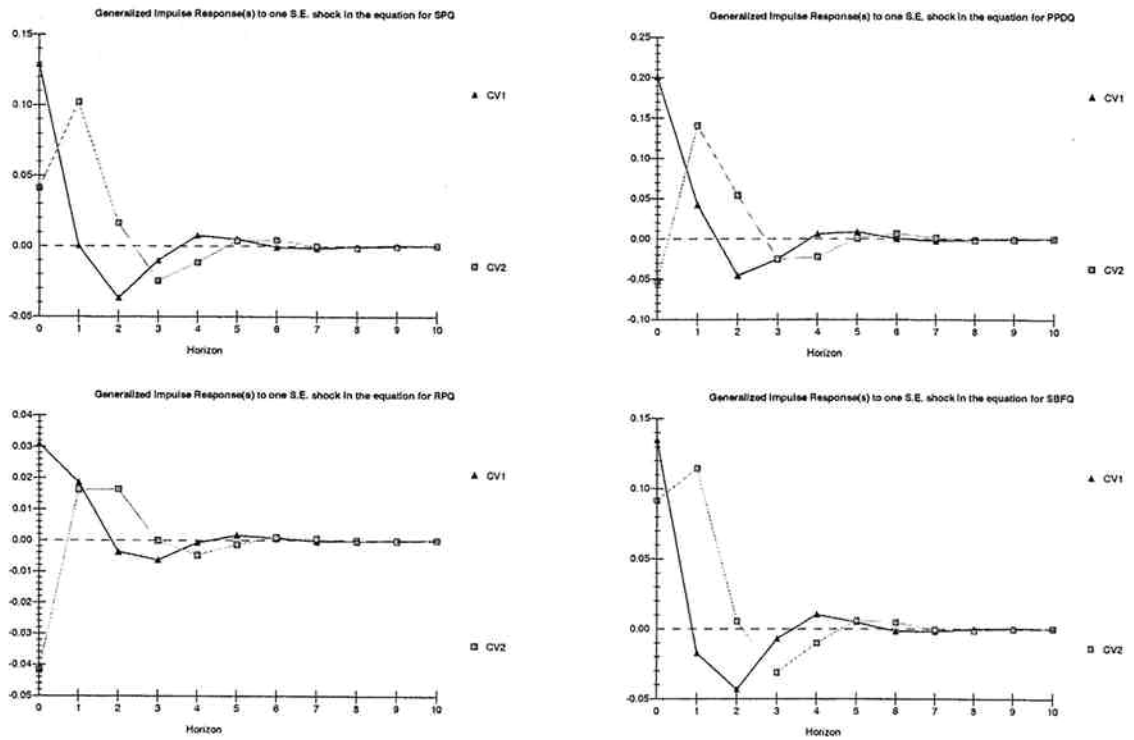 Generalized Impulse Response(s) to one S.E. shock in the equation for SPQ
0.15
0.10
0.05
0.00
-0.05
CV1
CV2
0 1 2 3 4 5 6 7 8 9 10
Horizon
Generalized Impulse Response(s) to one S.E. shock in the equation for PPDQ
0.25
0.20
0.15
0.10
0.05
0.00
-0.05
-0.10
CV1
CV2
0 1 2 3 4 5 6 7 8 9 10
Horizon
Generalized Impulse Response(s) to one S.E. shock in the equation for RPQ
0.04
0.03
0.02
0.01
0.00
-0.01
-0.02
-0.03
-0.04
-0.05
CV1
CV2
0 1 2 3 4 5 6 7 8 9 10
Horizon
Generalized Impulse Response(s) to one S.E. shock in the equation for SBFQ
0.15
0.10
0.05
0.00
-0.05
CV1
CV2
0 1 2 3 4 5 6 7 8 9 10
Horizon